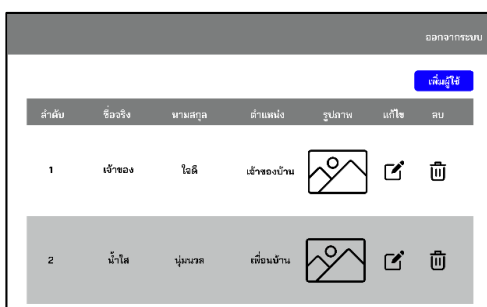 ออกจากระบบ
เพิ่มผู้ใช้
ลำดับ ชื่อจริง นามสกุล ตำแหน่ง รูปภาพ แก้ไข ลบ
1 เจ้าของ ใจดี เจ้าของบ้าน
2 น้ำใส นุ่มนวล เพื่อนบ้าน